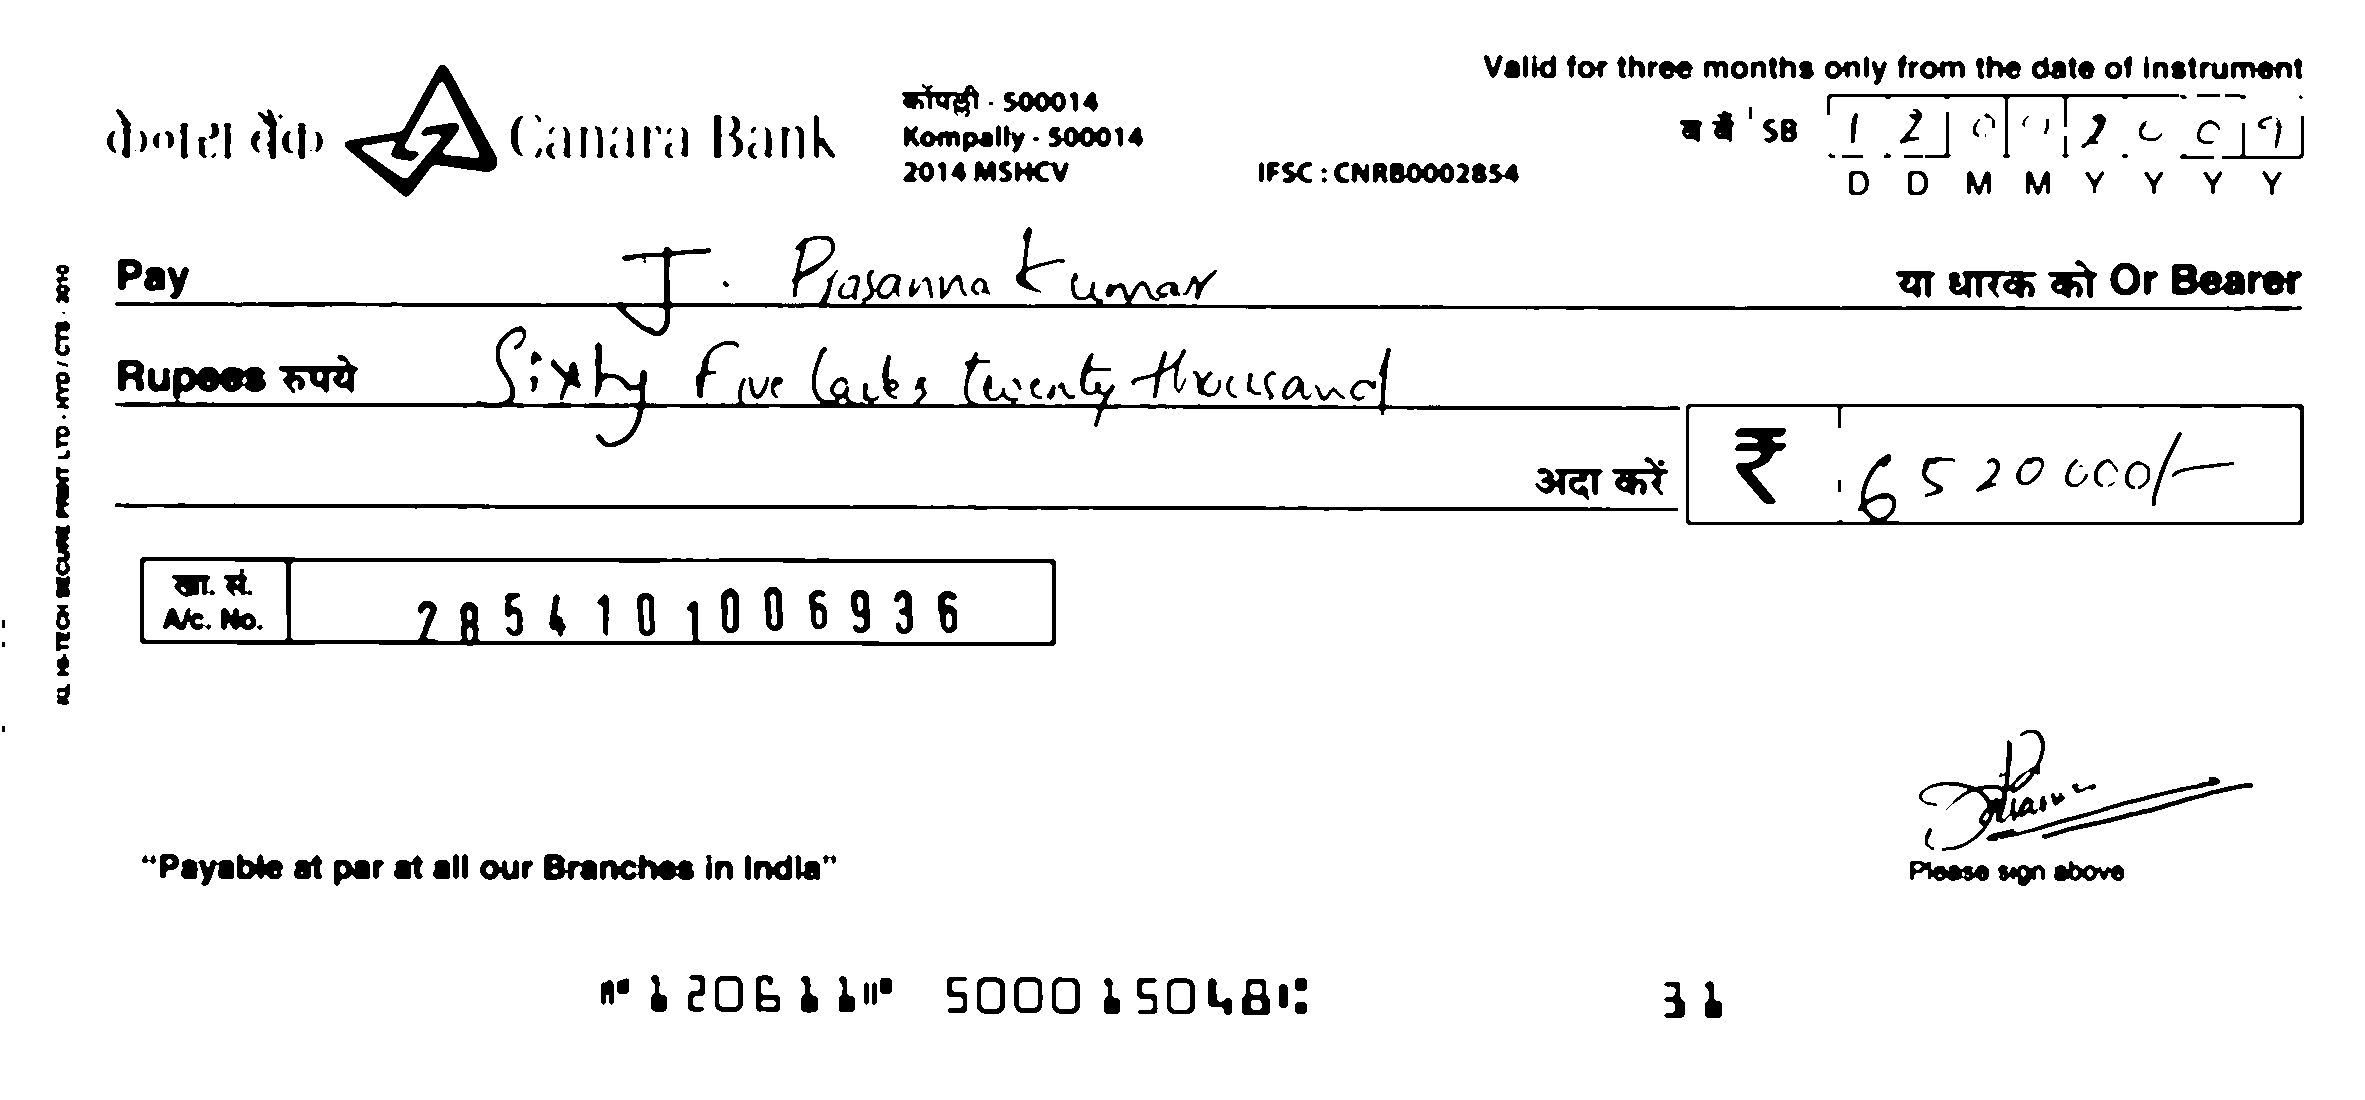 Valid for three months only from the date of instrument
केनरा बैंक Canara Bank
कोंपल्ली - 500014
Kompally - 500014
2014 MSHCV
IFSC : CNRB0002854
ब बैं SB 1 2 0 9 2 0 0 9
D D M M Y Y Y Y
Pay J. Prasanna Kumar या धारक को Or Bearer
Rupees रुपये Sixty Five lacks twenty thousand
अदा करें ₹ 6520000/-
खा. सं.
A/c. No. 2854101006936
KL HI-TECH SECURE PRINT LTD. HYD / CTS - 2010
"Payable at par at all our Branches in India"
Please sign above
⑈120611⑈ 500015048⑆ 31